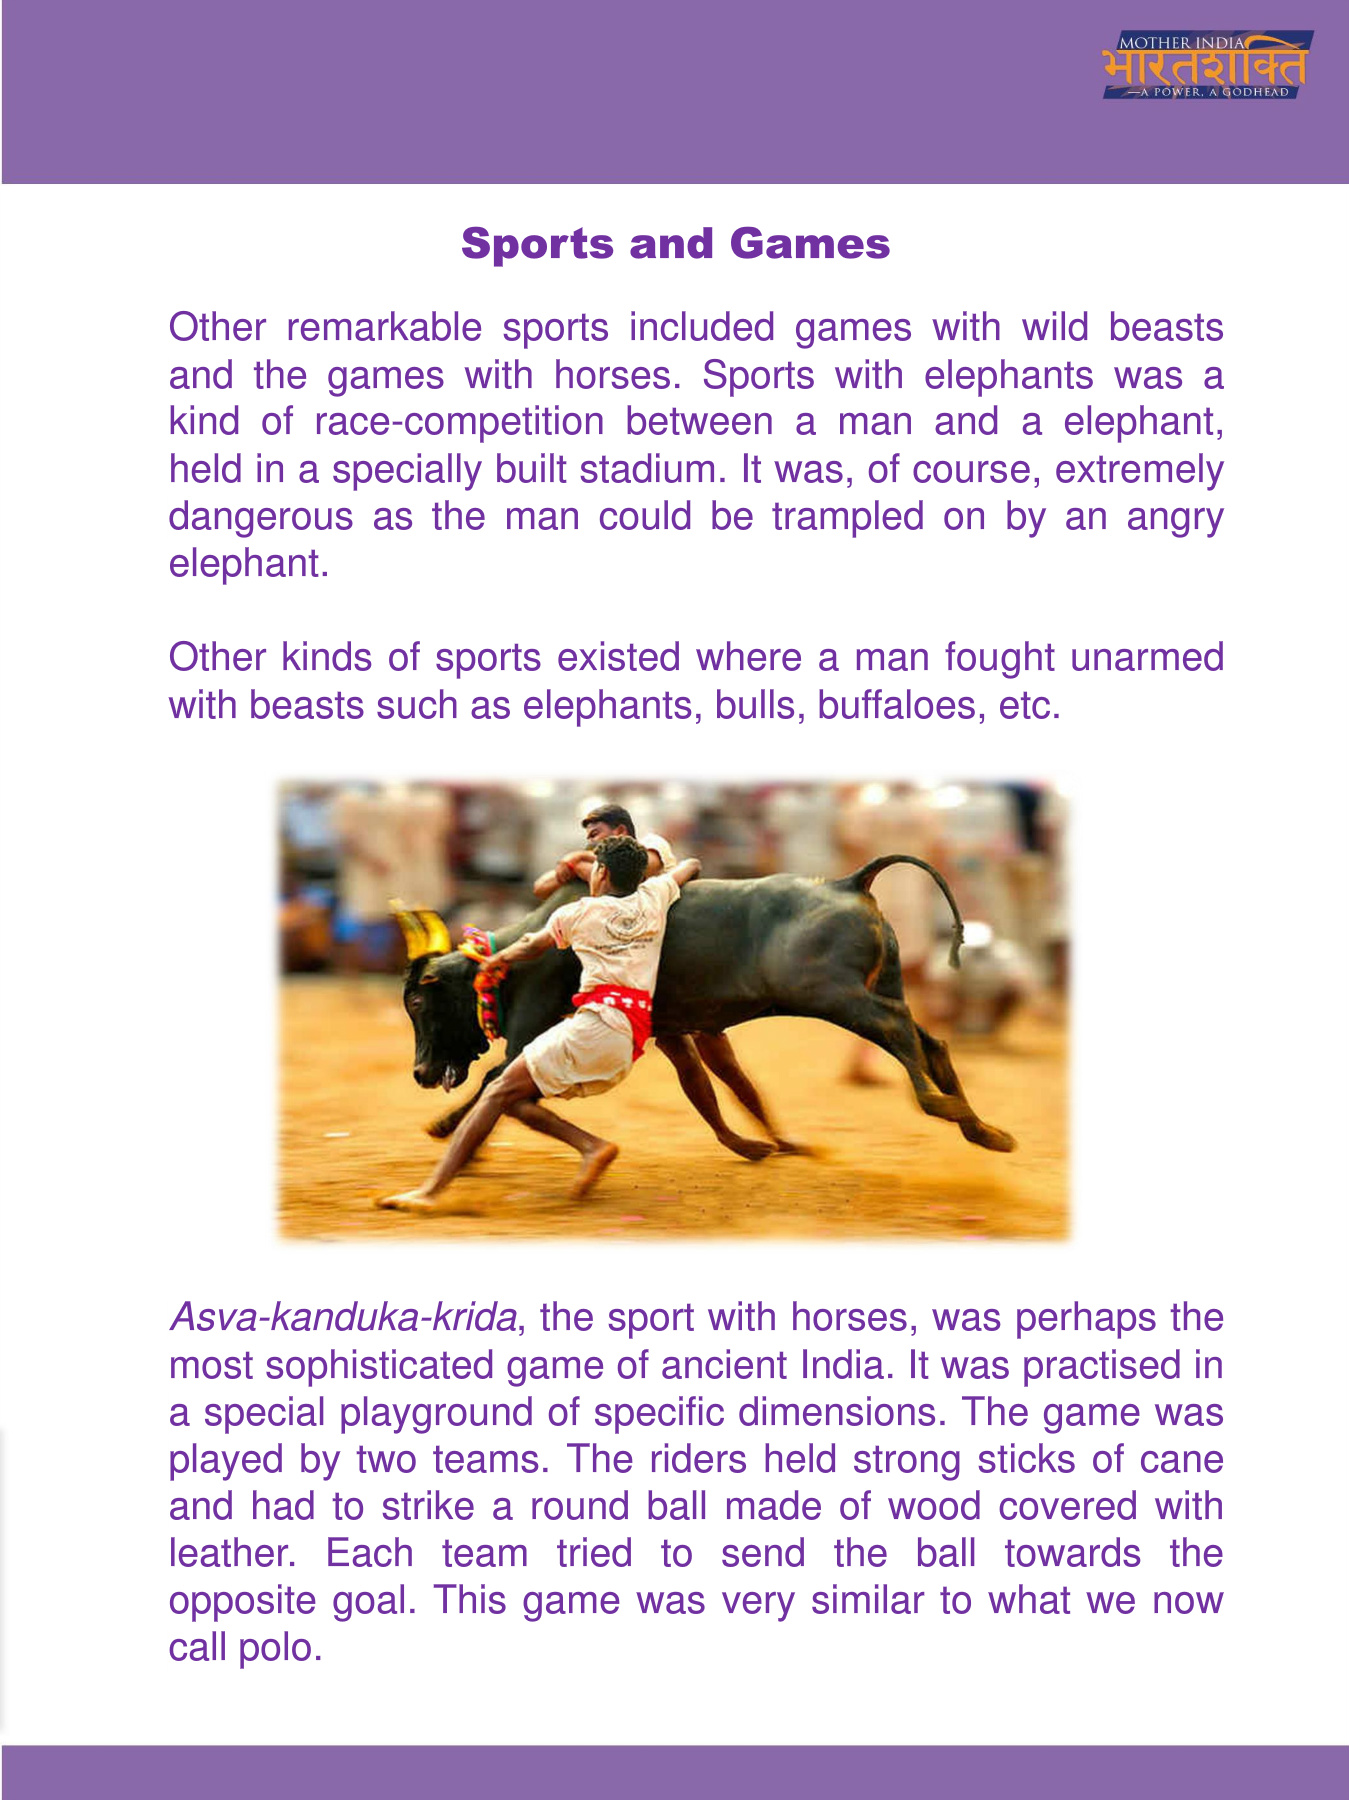 MOTHER INDIA
भारतशक्ति
—A POWER, A GODHEAD
Sports and Games
Other remarkable sports included games with wild beasts
and the games with horses. Sports with elephants was a
kind of race-competition between a man and a elephant,
held in a specially built stadium. It was, of course, extremely
dangerous as the man could be trampled on by an angry
elephant.
Other kinds of sports existed where a man fought unarmed
with beasts such as elephants, bulls, buffaloes, etc.
Asva-kanduka-krida, the sport with horses, was perhaps the
most sophisticated game of ancient India. It was practised in
a special playground of specific dimensions. The game was
played by two teams. The riders held strong sticks of cane
and had to strike a round ball made of wood covered with
leather. Each team tried to send the ball towards the
opposite goal. This game was very similar to what we now
call polo.